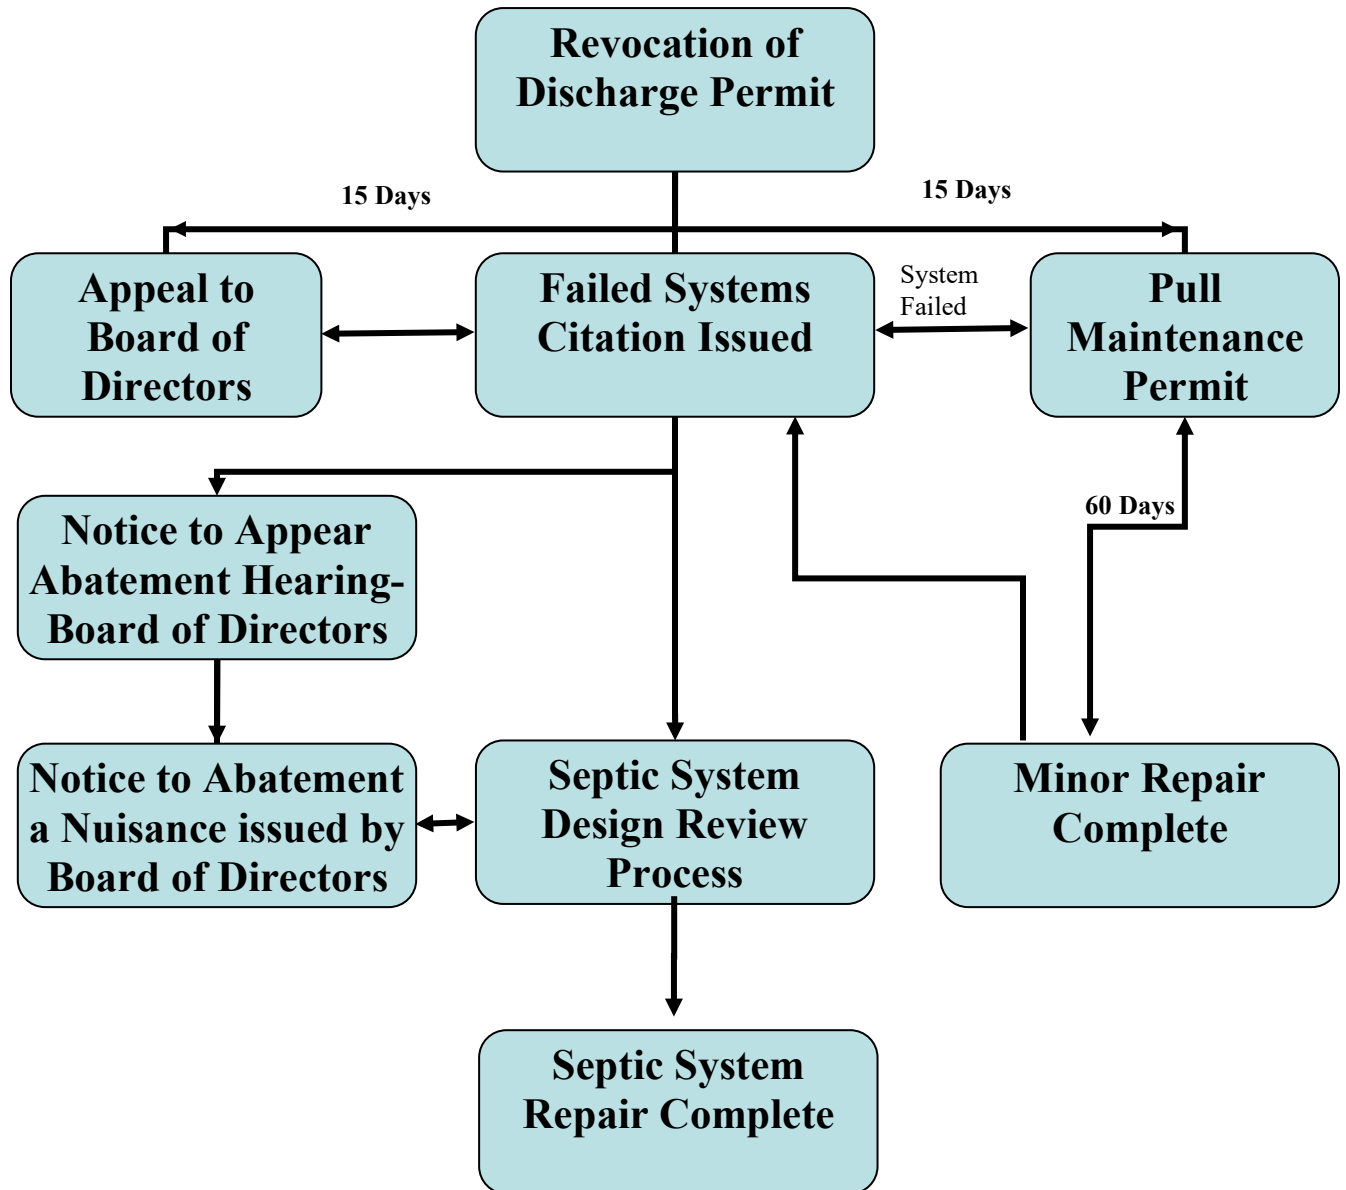 Revocation of
Discharge Permit
15 Days
15 Days
Appeal to
Board of
Directors
Failed Systems
Citation Issued
System
Failed
Pull
Maintenance
Permit
Notice to Appear
Abatement Hearing-
Board of Directors
60 Days
Notice to Abatement
a Nuisance issued by
Board of Directors
Septic System
Design Review
Process
Minor Repair
Complete
Septic System
Repair Complete